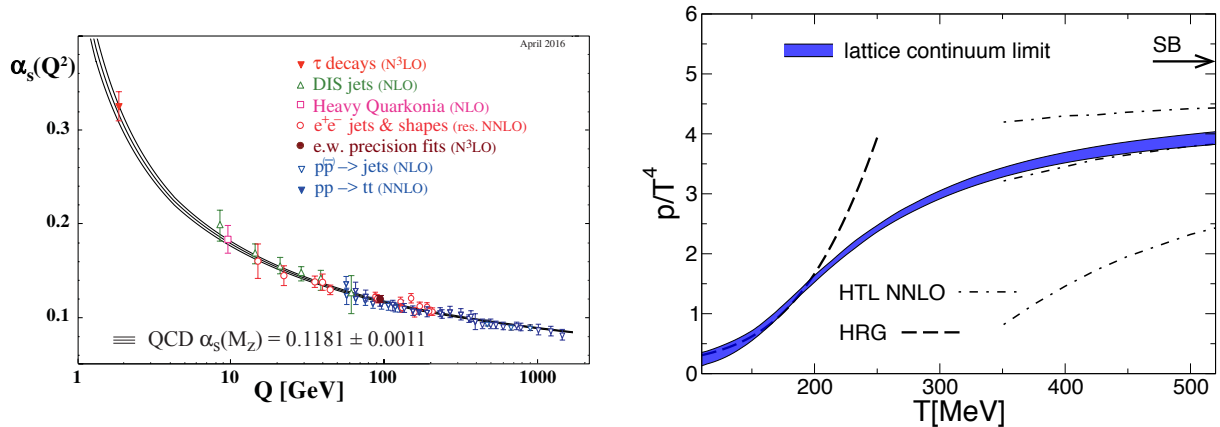 April 2016
αs(Q²)
τ decays (N³LO)
DIS jets (NLO)
Heavy Quarkonia (NLO)
e⁺e⁻ jets & shapes (res. NNLO)
e.w. precision fits (N³LO)
pp(–) –> jets (NLO)
pp –> tt (NNLO)
0.3
0.2
0.1
QCD αs(Mz) = 0.1181 ± 0.0011
1
10
100
1000
Q [GeV]
6
5
4
3
2
1
0
p/T⁴
lattice continuum limit
SB
HTL NNLO
HRG
200
300
400
500
T[MeV]